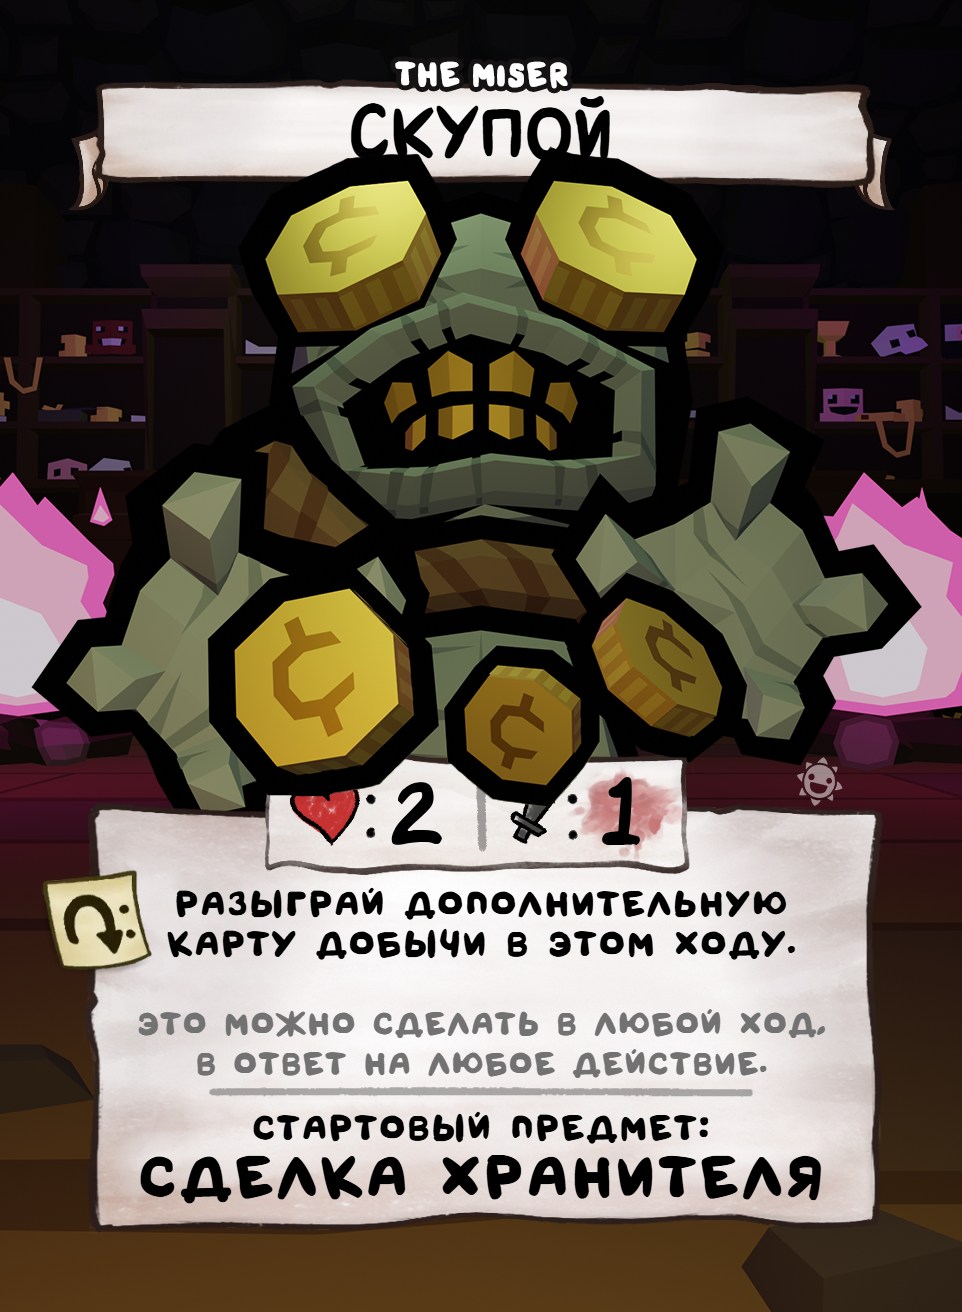 THE MISER
СКУПОЙ
¢ ¢
¢ ¢ ¢
: 2 : 1
РАЗЫГРАЙ ДОПОЛНИТЕЛЬНУЮ
КАРТУ ДОБЫЧИ В ЭТОМ ХОДУ.
ЭТО МОЖНО СДЕЛАТЬ В ЛЮБОЙ ХОД,
В ОТВЕТ НА ЛЮБОЕ ДЕЙСТВИЕ.
СТАРТОВЫЙ ПРЕДМЕТ:
СДЕЛКА ХРАНИТЕЛЯ